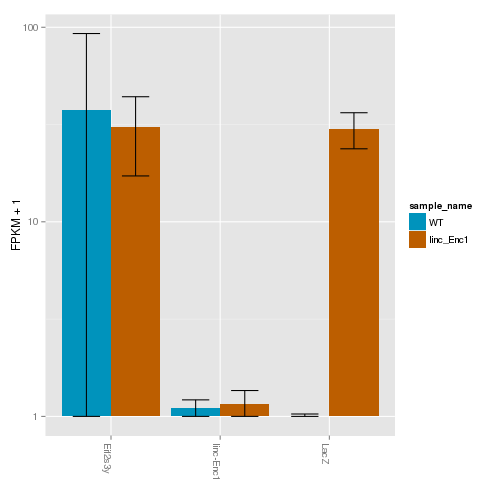 100
10
1
FPKM + 1
Eif2s3y
linc-Enc1
LacZ
sample_name
WT
linc_Enc1